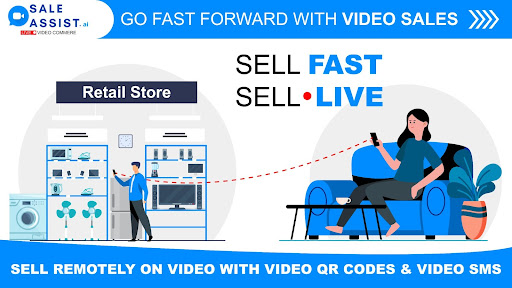 SALE
ASSIST.ai
LIVE VIDEO COMMERE
GO FAST FORWARD WITH VIDEO SALES
SELL FAST
SELL•LIVE
Retail Store
SELL REMOTELY ON VIDEO WITH VIDEO QR CODES & VIDEO SMS